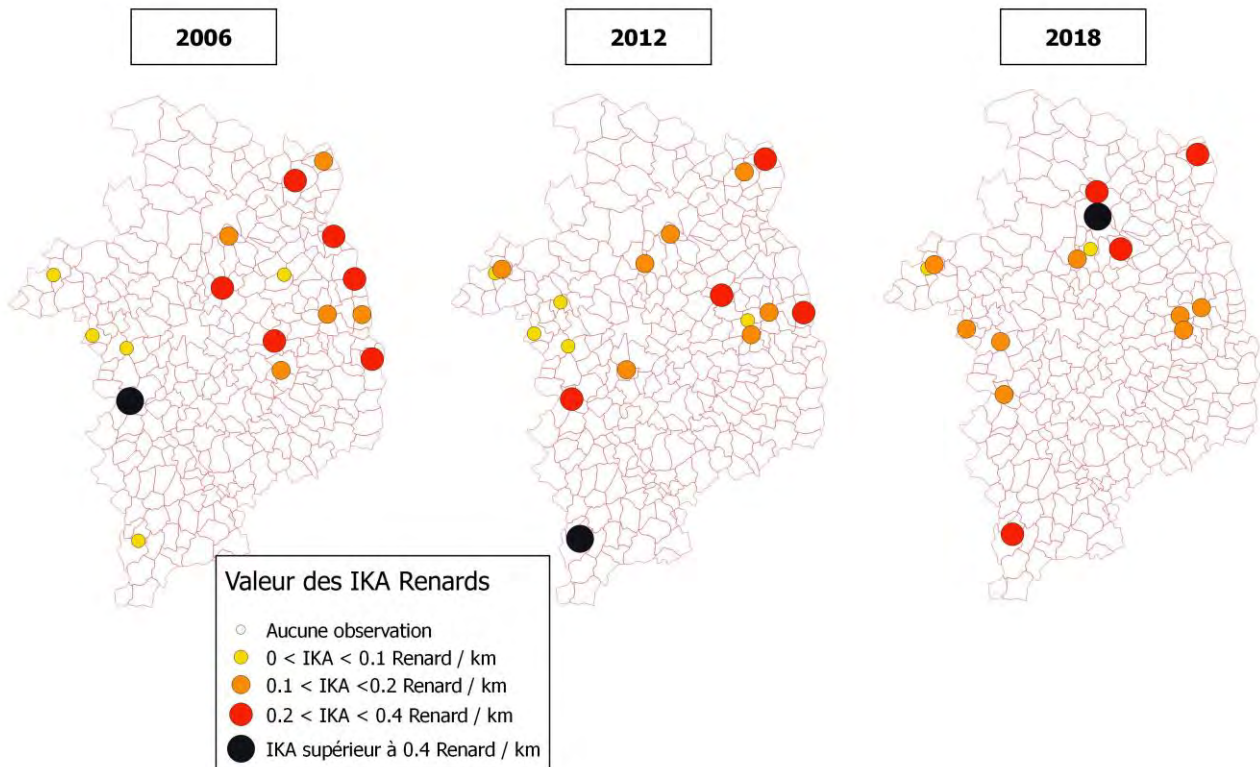 2006
2012
2018
Valeur des IKA Renards
Aucune observation
0 < IKA < 0.1 Renard / km
0.1 < IKA <0.2 Renard / km
0.2 < IKA < 0.4 Renard / km
IKA supérieur à 0.4 Renard / km